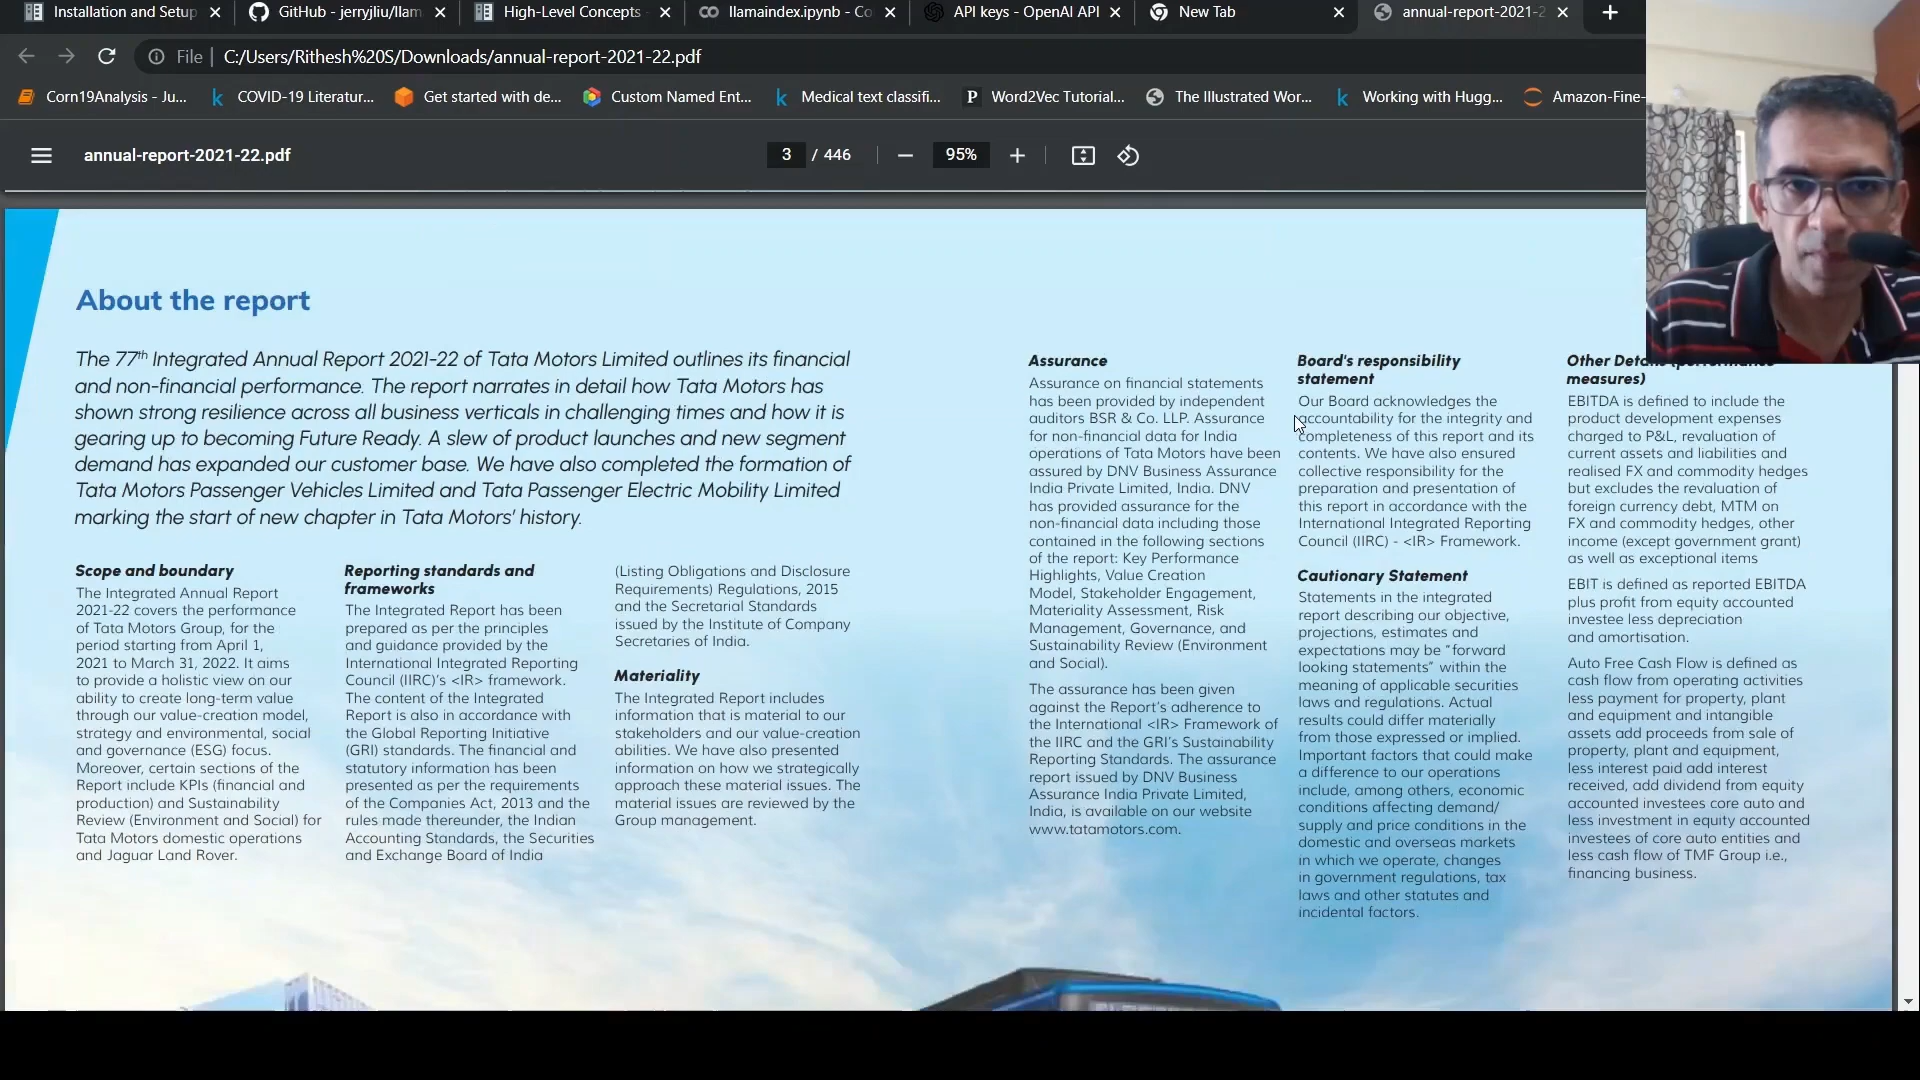 Installation and Setup
GitHub - jerryjliu/llam
High-Level Concepts
llamaindex.ipynb - Co
API keys - OpenAI API
New Tab
annual-report-2021-2
File
C:/Users/Rithesh%20S/Downloads/annual-report-2021-22.pdf
Corn19Analysis - Ju...
COVID-19 Literatur...
Get started with de...
Custom Named Ent...
Medical text classifi...
Word2Vec Tutorial...
The Illustrated Wor...
Working with Hugg...
Amazon-Fine-
annual-report-2021-22.pdf
3 / 446
95%
About the report
The 77th Integrated Annual Report 2021-22 of Tata Motors Limited outlines its financial
and non-financial performance. The report narrates in detail how Tata Motors has
shown strong resilience across all business verticals in challenging times and how it is
gearing up to becoming Future Ready. A slew of product launches and new segment
demand has expanded our customer base. We have also completed the formation of
Tata Motors Passenger Vehicles Limited and Tata Passenger Electric Mobility Limited
marking the start of new chapter in Tata Motors' history.
Scope and boundary
The Integrated Annual Report
2021-22 covers the performance
of Tata Motors Group, for the
period starting from April 1,
2021 to March 31, 2022. It aims
to provide a holistic view on our
ability to create long-term value
through our value-creation model,
strategy and environmental, social
and governance (ESG) focus.
Moreover, certain sections of the
Report include KPIs (financial and
production) and Sustainability
Review (Environment and Social) for
Tata Motors domestic operations
and Jaguar Land Rover.
Reporting standards and
frameworks
The Integrated Report has been
prepared as per the principles
and guidance provided by the
International Integrated Reporting
Council (IIRC)'s <IR> framework.
The content of the Integrated
Report is also in accordance with
the Global Reporting Initiative
(GRI) standards. The financial and
statutory information has been
presented as per the requirements
of the Companies Act, 2013 and the
rules made thereunder, the Indian
Accounting Standards, the Securities
and Exchange Board of India
(Listing Obligations and Disclosure
Requirements) Regulations, 2015
and the Secretarial Standards
issued by the Institute of Company
Secretaries of India.
Materiality
The Integrated Report includes
information that is material to our
stakeholders and our value-creation
abilities. We have also presented
information on how we strategically
approach these material issues. The
material issues are reviewed by the
Group management.
Assurance
Assurance on financial statements
has been provided by independent
auditors BSR & Co. LLP. Assurance
for non-financial data for India
operations of Tata Motors have been
assured by DNV Business Assurance
India Private Limited, India. DNV
has provided assurance for the
non-financial data including those
contained in the following sections
of the report: Key Performance
Highlights, Value Creation
Model, Stakeholder Engagement,
Materiality Assessment, Risk
Management, Governance, and
Sustainability Review (Environment
and Social).
The assurance has been given
against the Report's adherence to
the International <IR> Framework of
the IIRC and the GRI's Sustainability
Reporting Standards. The assurance
report issued by DNV Business
Assurance India Private Limited,
India, is available on our website
www.tatamotors.com.
Board's responsibility
statement
Our Board acknowledges the
accountability for the integrity and
completeness of this report and its
contents. We have also ensured
collective responsibility for the
preparation and presentation of
this report in accordance with the
International Integrated Reporting
Council (IIRC) - <IR> Framework.
Cautionary Statement
Statements in the integrated
report describing our objective,
projections, estimates and
expectations may be "forward
looking statements" within the
meaning of applicable securities
laws and regulations. Actual
results could differ materially
from those expressed or implied.
Important factors that could make
a difference to our operations
include, among others, economic
conditions affecting demand/
supply and price conditions in the
domestic and overseas markets
in which we operate, changes
in government regulations, tax
laws and other statutes and
incidental factors.
Other Details (performance
measures)
EBITDA is defined to include the
product development expenses
charged to P&L, revaluation of
current assets and liabilities and
realised FX and commodity hedges
but excludes the revaluation of
foreign currency debt, MTM on
FX and commodity hedges, other
income (except government grant)
as well as exceptional items
EBIT is defined as reported EBITDA
plus profit from equity accounted
investee less depreciation
and amortisation.
Auto Free Cash Flow is defined as
cash flow from operating activities
less payment for property, plant
and equipment and intangible
assets add proceeds from sale of
property, plant and equipment,
less interest paid add interest
received, add dividend from equity
accounted investees core auto and
less investment in equity accounted
investees of core auto entities and
less cash flow of TMF Group i.e.,
financing business.